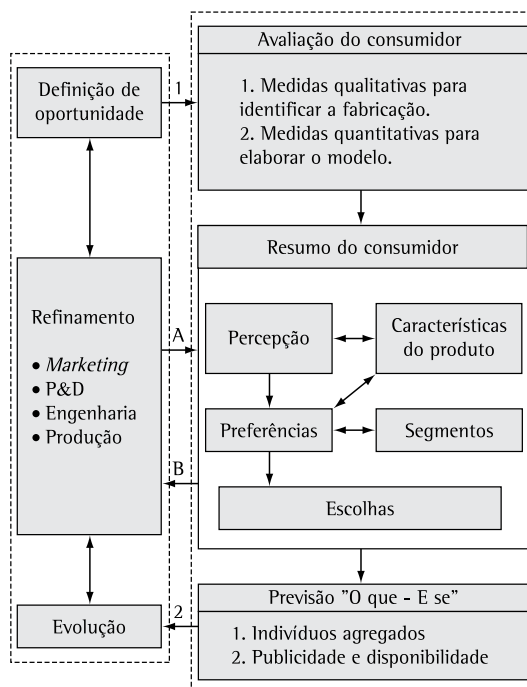 Definição de
oportunidade
1
Avaliação do consumidor
1. Medidas qualitativas para
identificar a fabricação.
2. Medidas quantitativas para
elaborar o modelo.
Resumo do consumidor
Refinamento
• Marketing
• P&D
• Engenharia
• Produção
A
B
Percepção
Características
do produto
Preferências
Segmentos
Escolhas
Evolução
2
Previsão "O que - E se"
1. Indivíduos agregados
2. Publicidade e disponibilidade